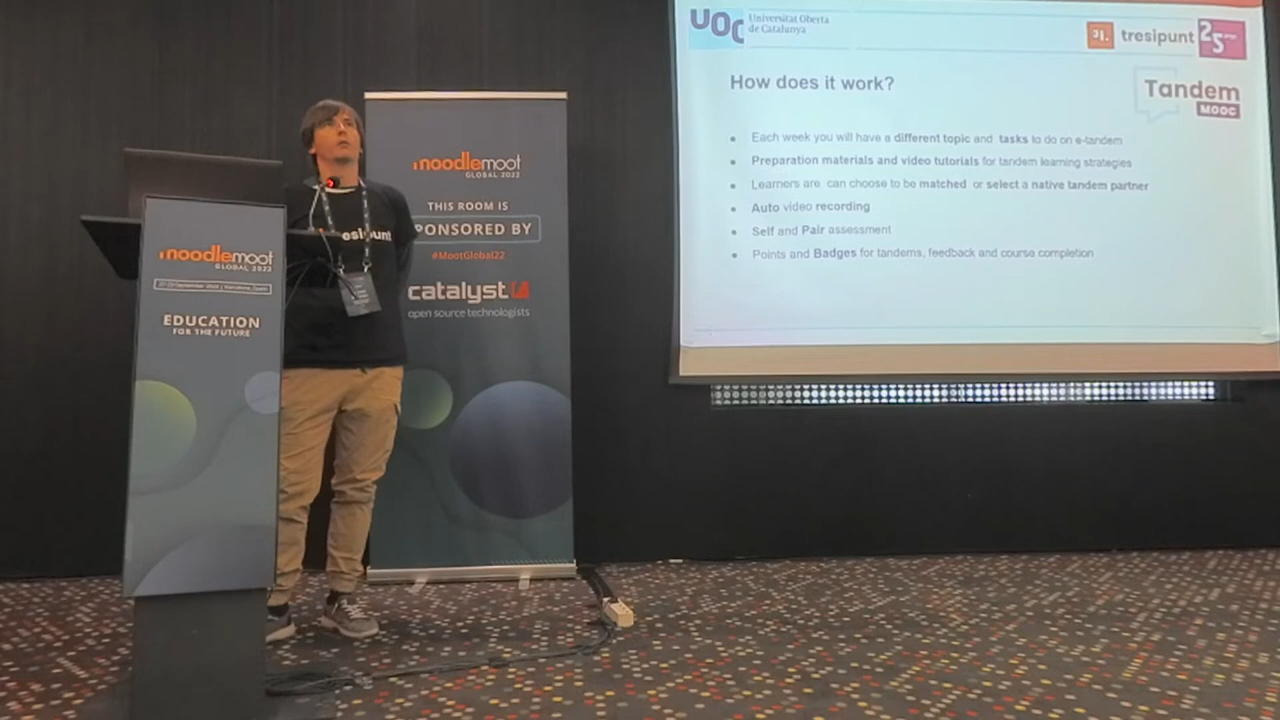 moodlemoot
GLOBAL 2022
EDUCATION
FOR THE FUTURE
resipunt
moodlemoot
GLOBAL 2022
THIS ROOM IS
PONSORED BY
#MootGlobal22
catalyst
open source technologists
UOC
Universitat Oberta
de Catalunya
tresipunt
25
Tandem
MOOC
How does it work?
Each week you will have a different topic and tasks to do on e-tandem
Preparation materials and video tutorials for tandem learning strategies
Learners are can choose to be matched or select a native tandem partner
Auto video recording
Self and Pair assessment
Points and Badges for tandems, feedback and course completion